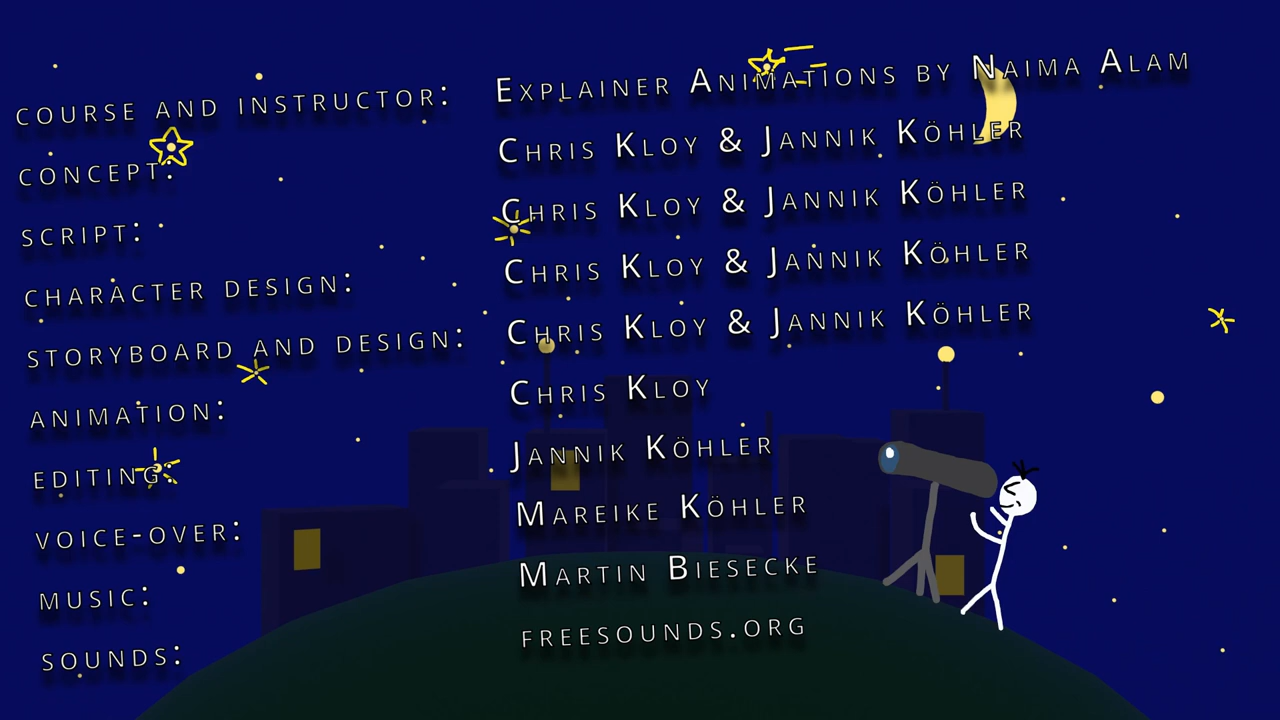 COURSE AND INSTRUCTOR: EXPLAINER ANIMATIONS BY NAIMA ALAM
CONCEPT: CHRIS KLOY & JANNIK KÖHLER
SCRIPT: CHRIS KLOY & JANNIK KÖHLER
CHARACTER DESIGN: CHRIS KLOY & JANNIK KÖHLER
STORYBOARD AND DESIGN: CHRIS KLOY & JANNIK KÖHLER
ANIMATION: CHRIS KLOY
EDITING: JANNIK KÖHLER
VOICE-OVER: MAREIKE KÖHLER
MUSIC: MARTIN BIESECKE
SOUNDS: FREESOUNDS.ORG